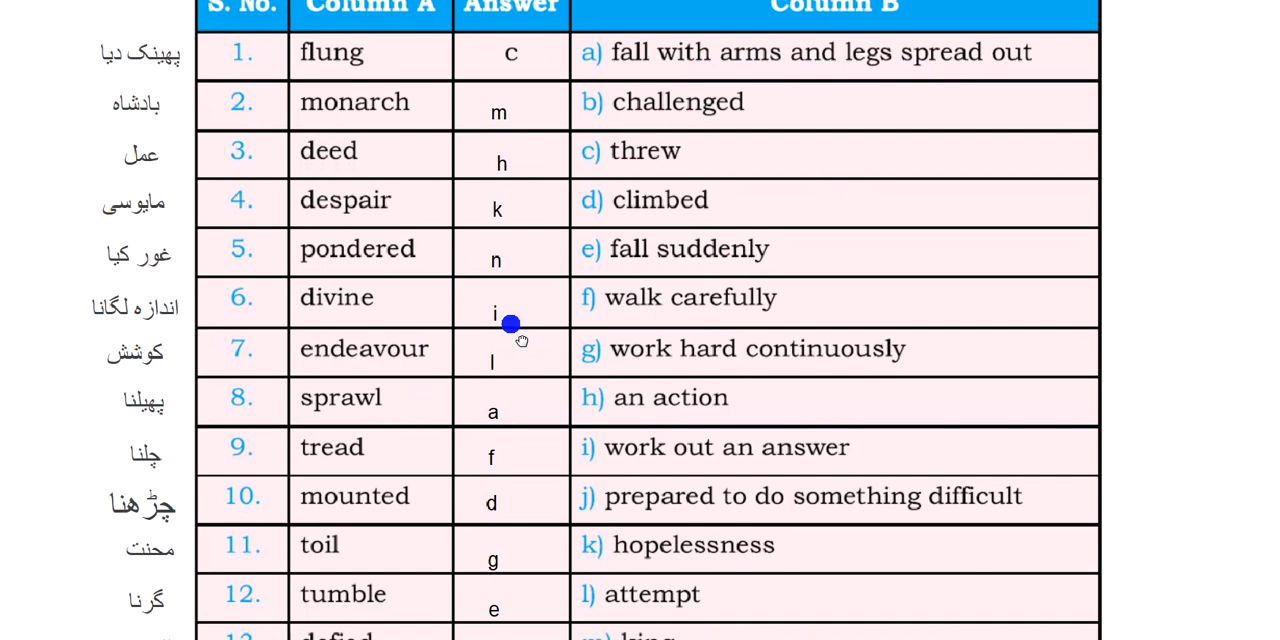 S. No. Column A Answer Column B
پھینک دیا 1. flung c a) fall with arms and legs spread out
بادشاہ 2. monarch m b) challenged
عمل 3. deed h c) threw
مایوسی 4. despair k d) climbed
غور کیا 5. pondered n e) fall suddenly
اندازہ لگانا 6. divine i f) walk carefully
کوشش 7. endeavour l g) work hard continuously
پھیلنا 8. sprawl a h) an action
چلنا 9. tread f i) work out an answer
چڑھنا 10. mounted d j) prepared to do something difficult
محنت 11. toil g k) hopelessness
گرنا 12. tumble e l) attempt
13. defied m) king